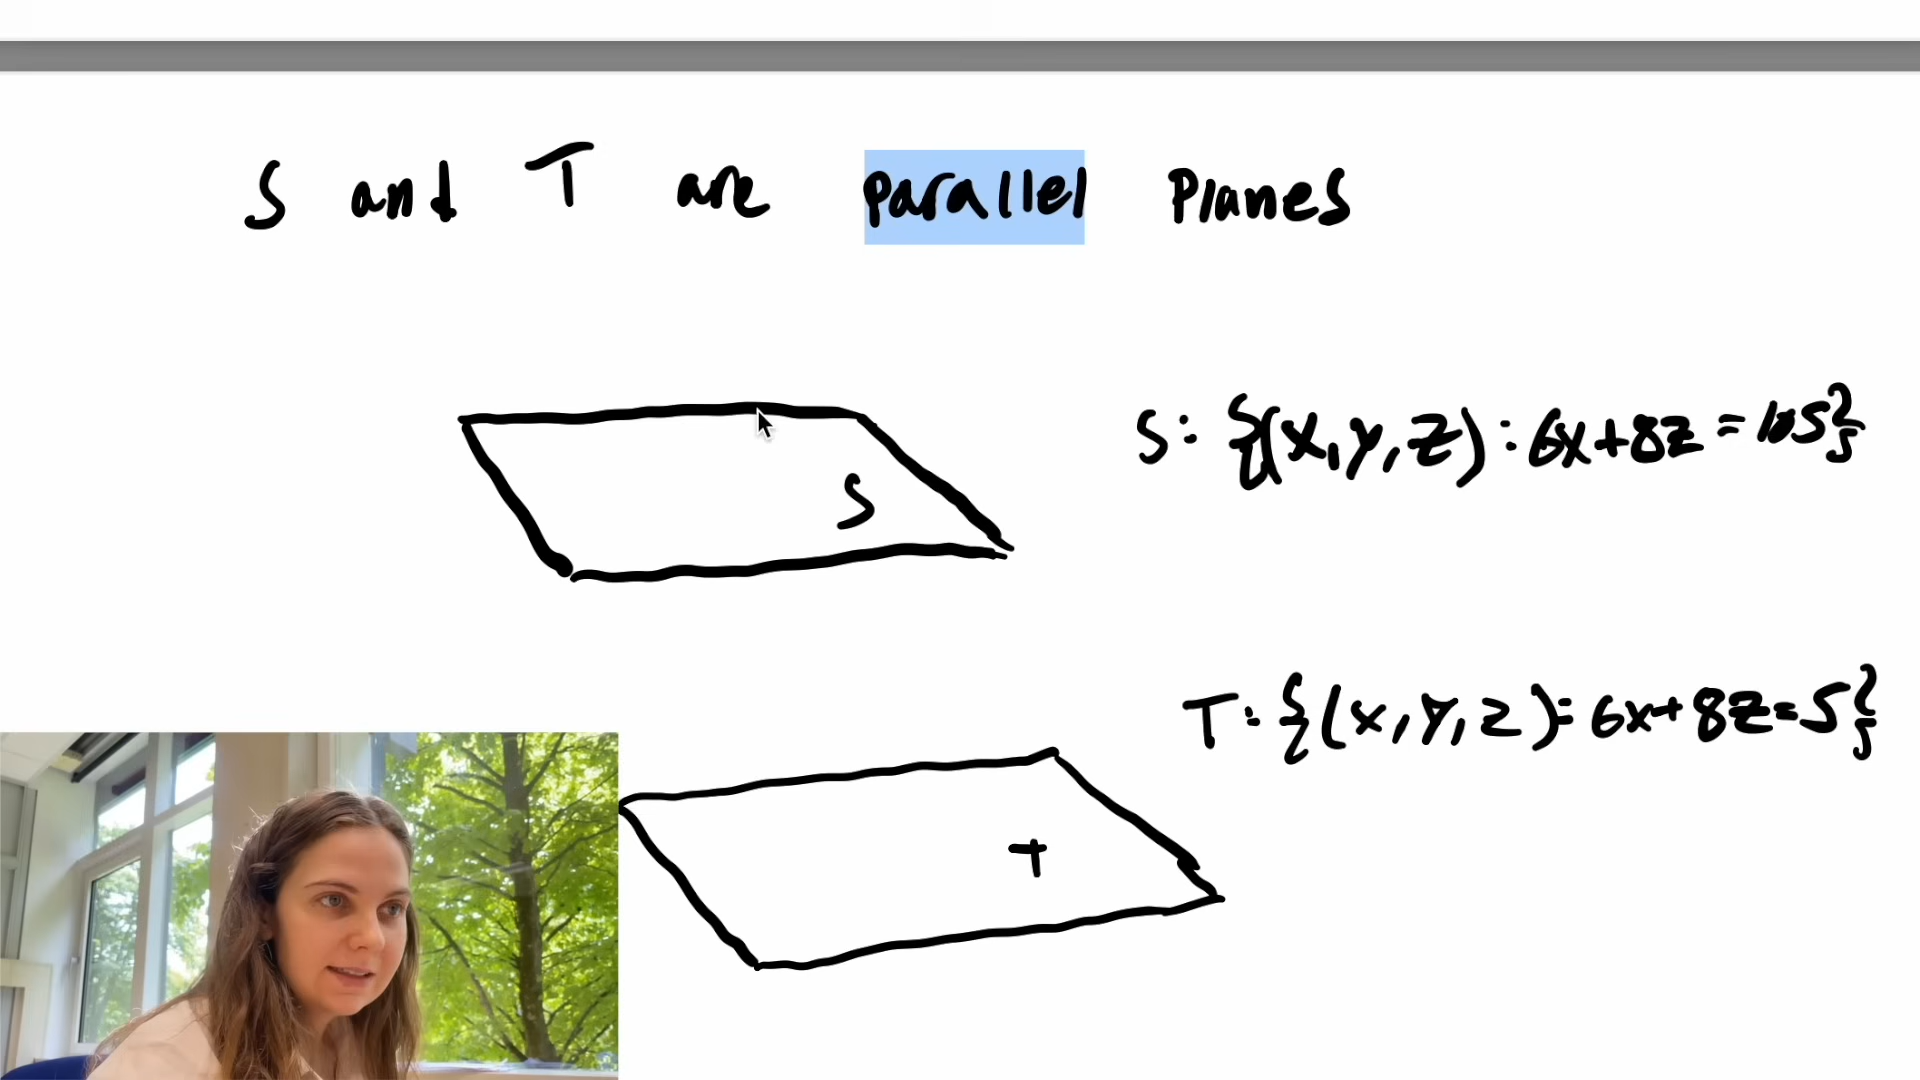 S and T are parallel Planes
S: {(x,y,z): 6x+8z = 105}
S
T: {(x,y,z): 6x+8z=5}
T